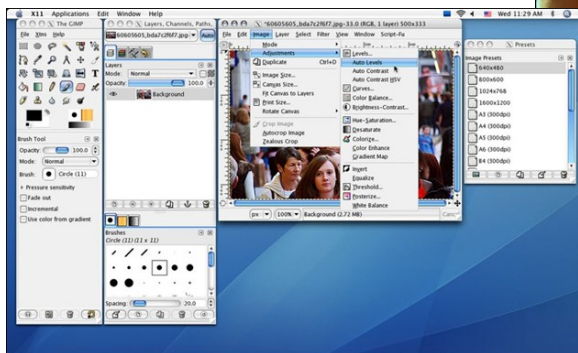 X11 Applications Edit Window Help
Wed 11:29 AM
The GIMP
File Xtns Help
Brush Tool
Opacity: 100.0
Mode: Normal
Brush: Circle (11)
Pressure sensitivity
Fade out
Incremental
Use color from gradient
Layers, Channels, Paths,
60605605_bda7c2f6f7.jpg
Auto
Layers
Mode: Normal
Opacity: 100.0
Background
Brushes
Circle (11) (11 x 11)
Spacing: 20.0
*60605605_bda7c2f6f7.jpg-33.0 (RGB, 1 layer) 500x333
File Edit Image Layer Select Filter View Window Script-Fu
Mode
Adjustments
Duplicate Ctrl+D
Image Size...
Canvas Size...
Fit Canvas to Layers
Print Size...
Rotate Canvas
Crop Image
Autocrop Image
Zealous Crop
Levels...
Auto Levels
Auto Contrast
Auto Contrast HSV
Curves...
Color Balance...
Brightness-Contrast...
Hue-Saturation...
Desaturate
Colorize...
Color Enhance
Gradient Map
Invert
Equalize
Threshold...
Posterize...
White Balance
px 100% Background (2.72 MB)
Cancel
Presets
Image Presets
640x480
800x600
1024x768
1600x1200
A3 (300dpi)
A4 (300dpi)
A5 (300dpi)
A6 (300dpi)
B4 (300dpi)